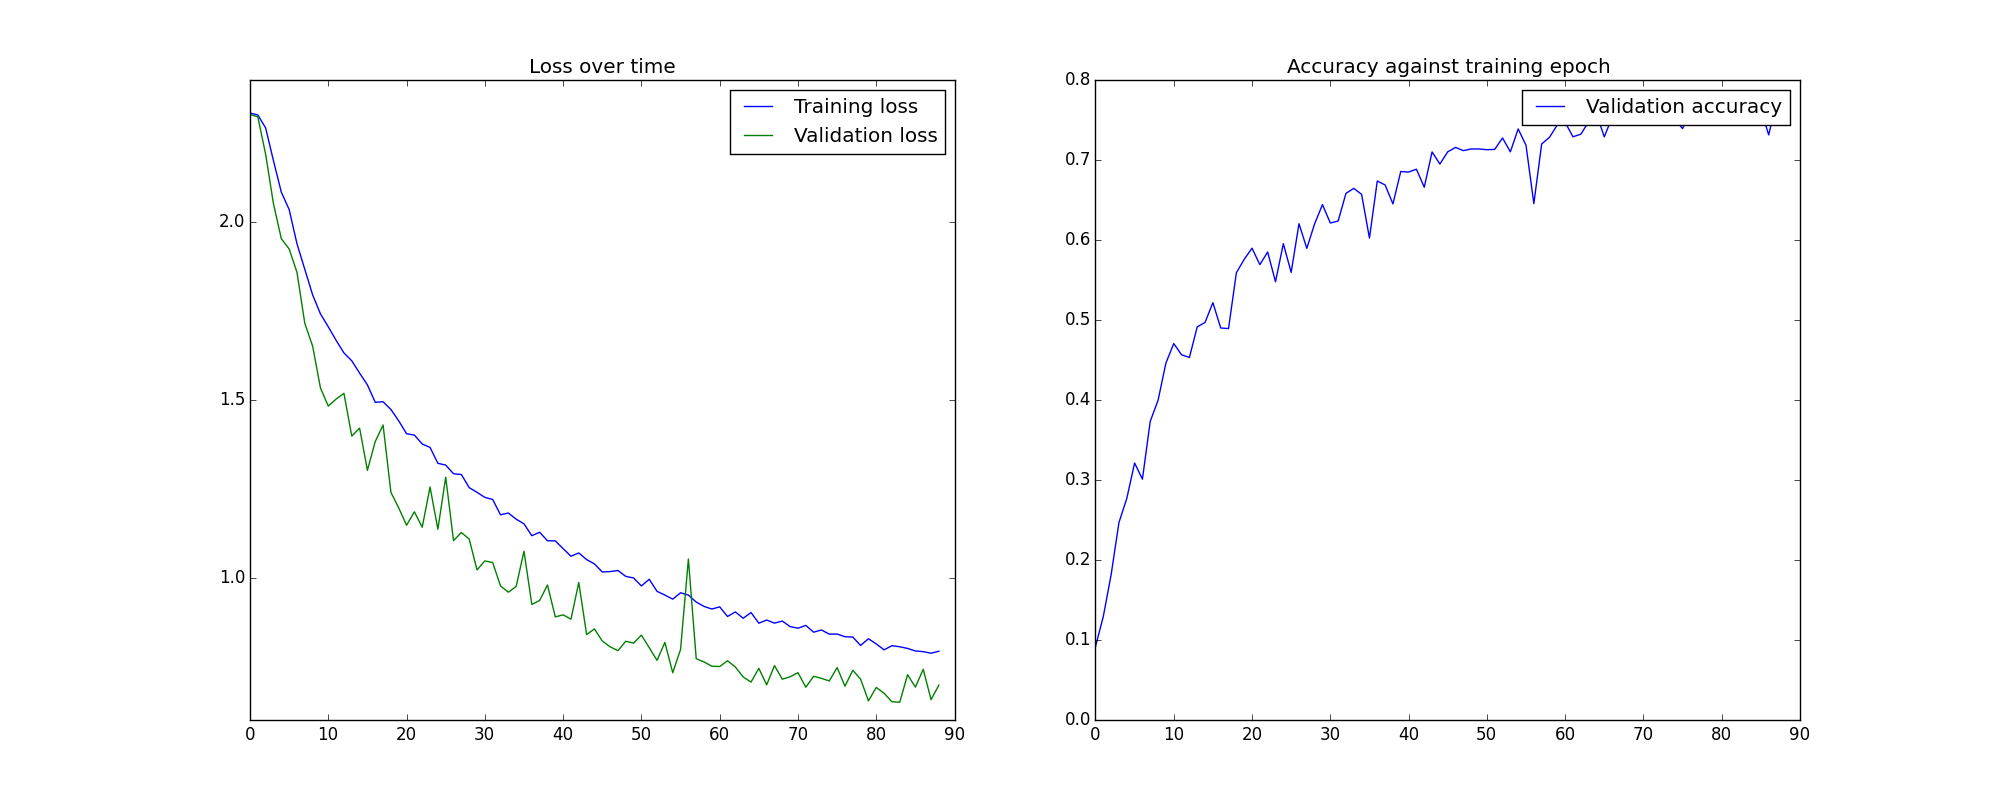 Loss over time
Training loss
Validation loss
2.0
1.5
1.0
0 10 20 30 40 50 60 70 80 90
Accuracy against training epoch
Validation accuracy
0.8
0.7
0.6
0.5
0.4
0.3
0.2
0.1
0.0
0 10 20 30 40 50 60 70 80 90